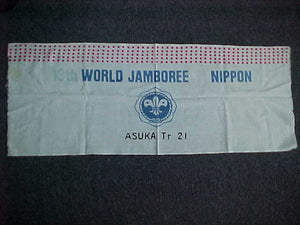 13th WORLD JAMBOREE NIPPON
ASUKA Tr 21